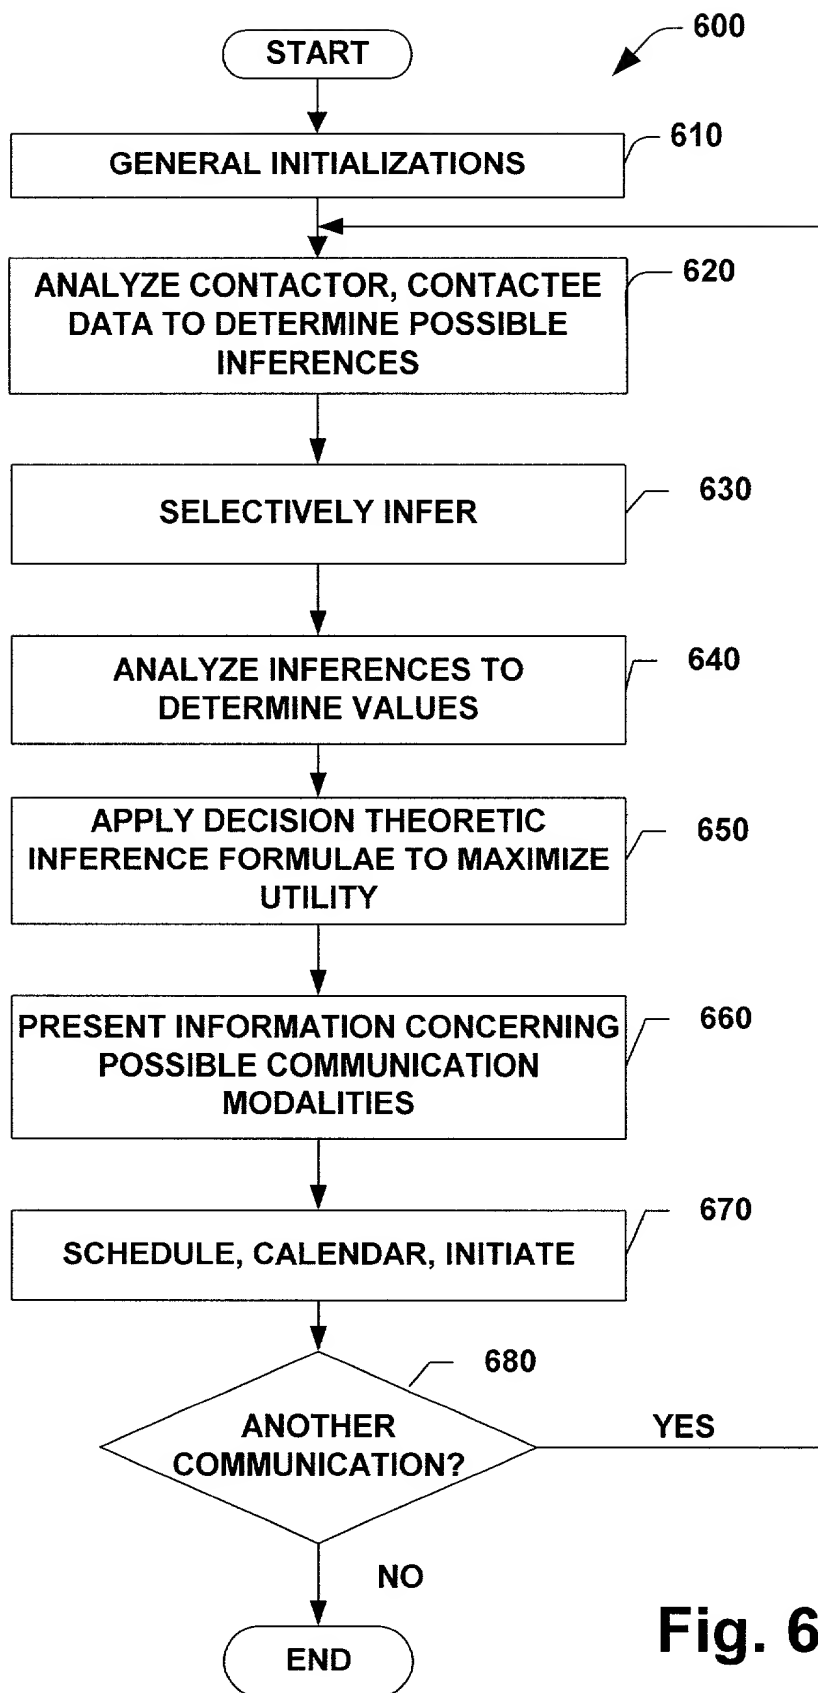 START
600
GENERAL INITIALIZATIONS
610
ANALYZE CONTACTOR, CONTACTEE
DATA TO DETERMINE POSSIBLE
INFERENCES
620
SELECTIVELY INFER
630
ANALYZE INFERENCES TO
DETERMINE VALUES
640
APPLY DECISION THEORETIC
INFERENCE FORMULAE TO MAXIMIZE
UTILITY
650
PRESENT INFORMATION CONCERNING
POSSIBLE COMMUNICATION
MODALITIES
660
SCHEDULE, CALENDAR, INITIATE
670
680
ANOTHER
COMMUNICATION?
YES
NO
END
Fig. 6